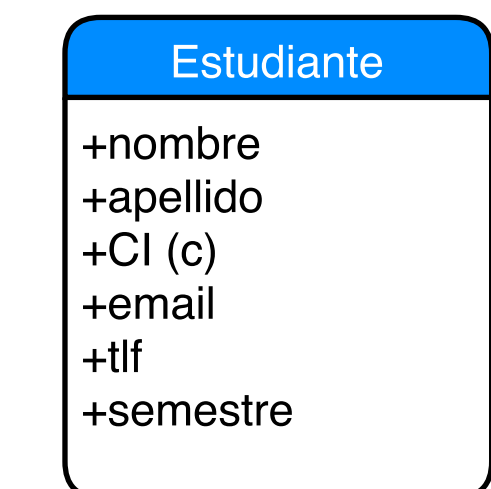 Estudiante
+nombre
+apellido
+CI (c)
+email
+tlf
+semestre